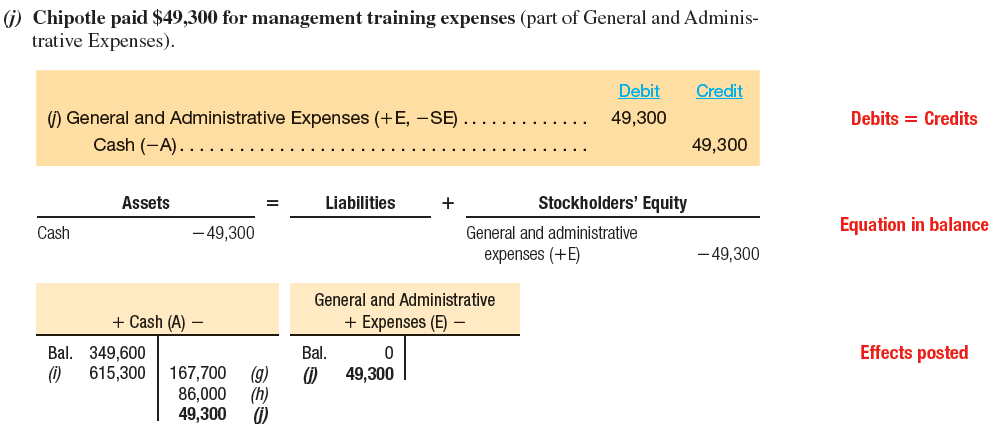 (j) Chipotle paid $49,300 for management training expenses (part of General and Adminis-
trative Expenses).
Debit Credit
(j) General and Administrative Expenses (+E, −SE) . . . . . . . . . . . . . 49,300
Cash (−A). . . . . . . . . . . . . . . . . . . . . . . . . . . . . . . . . . . . . . . . . 49,300
Debits = Credits
Assets = Liabilities + Stockholders' Equity
Cash −49,300 General and administrative
expenses (+E) −49,300
Equation in balance
+ Cash (A) −
General and Administrative
+ Expenses (E) −
Bal. 349,600 Bal. 0
(i) 615,300 167,700 (g) (j) 49,300
86,000 (h)
49,300 (j)
Effects posted